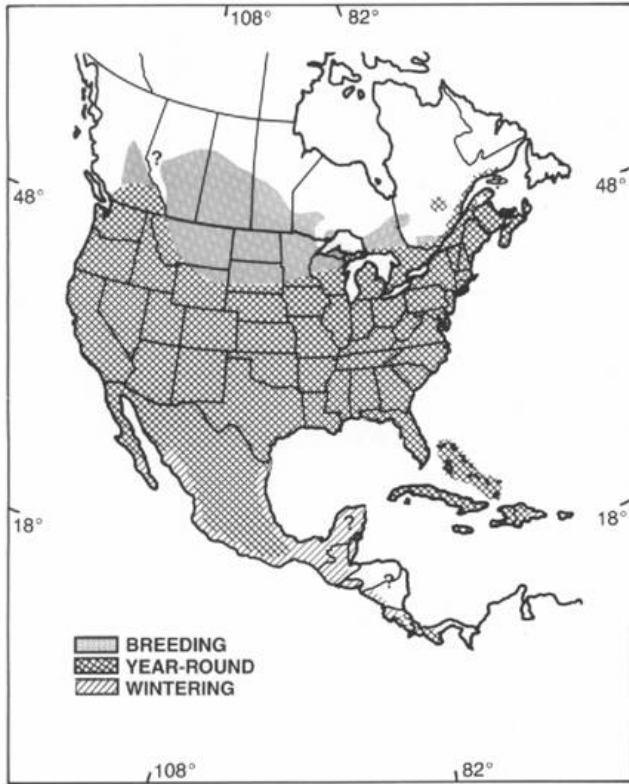 108° 82°
?
48° 48°
18° 18°
?
?
BREEDING
YEAR-ROUND
WINTERING
108° 82°